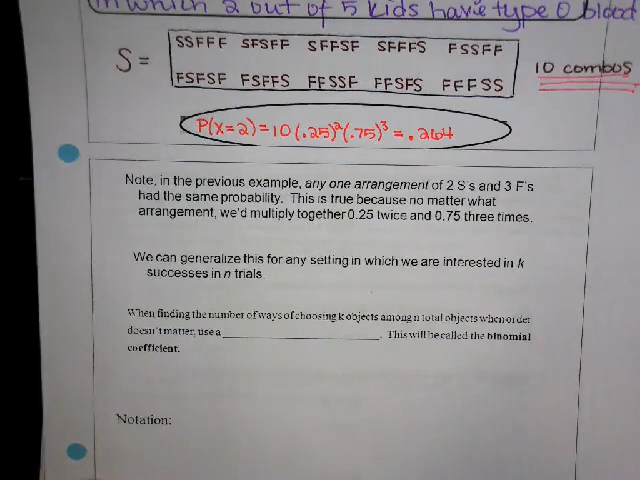 in which 2 out of 5 kids have type O blood
S = SSFFF SFSFF SFFSF SFFFS FSSFF
FSFSF FSFFS FFSSF FFSFS FFFSS
10 combos
P(X=2) = 10(.25)²(.75)³ = .264
Note, in the previous example, any one arrangement of 2 S's and 3 F's
had the same probability. This is true because no matter what
arrangement, we'd multiply together 0.25 twice and 0.75 three times.
We can generalize this for any setting in which we are interested in k
successes in n trials
When finding the number of ways of choosing k objects among n total objects when order
doesn't matter, use a ______________________. This will be called the binomial
coefficient.
Notation: